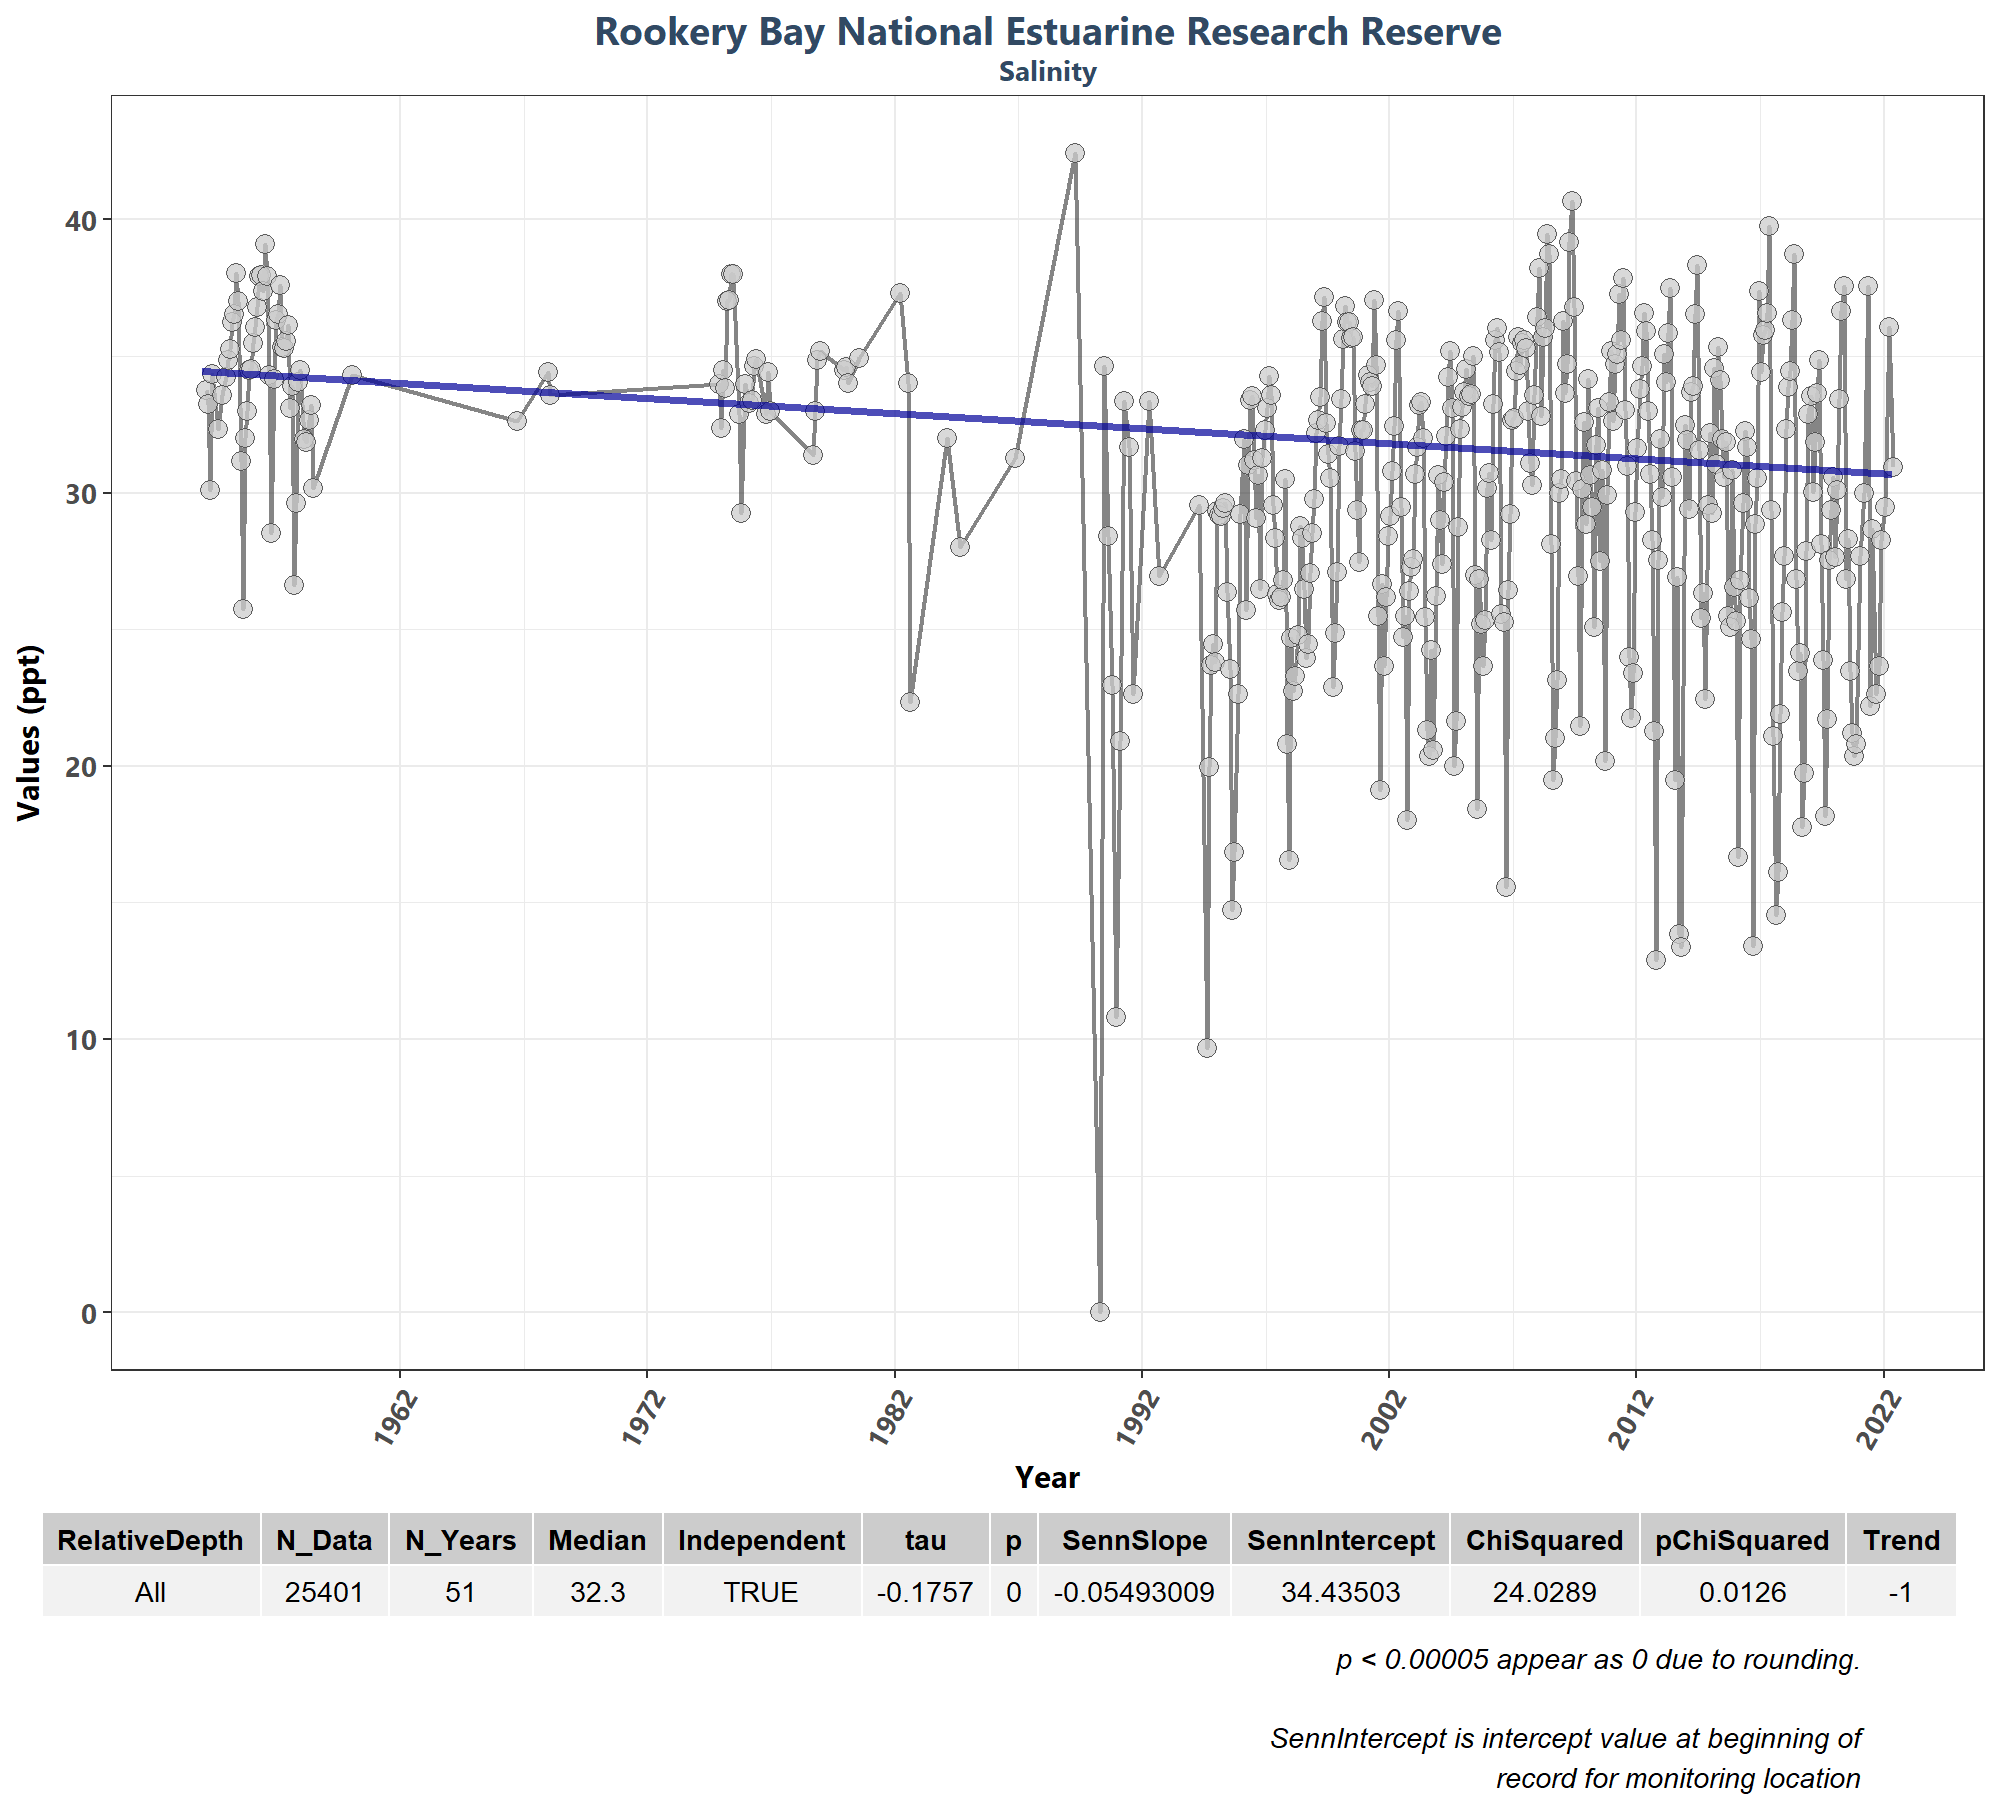 Rookery Bay National Estuarine Research Reserve
Salinity
Values (ppt)
40
30
20
10
0
1962 1972 1982 1992 2002 2012 2022
Year
RelativeDepth N_Data N_Years Median Independent tau p SennSlope SennIntercept ChiSquared pChiSquared Trend
All 25401 51 32.3 TRUE -0.1757 0 -0.05493009 34.43503 24.0289 0.0126 -1
p < 0.00005 appear as 0 due to rounding.
SennIntercept is intercept value at beginning of
record for monitoring location